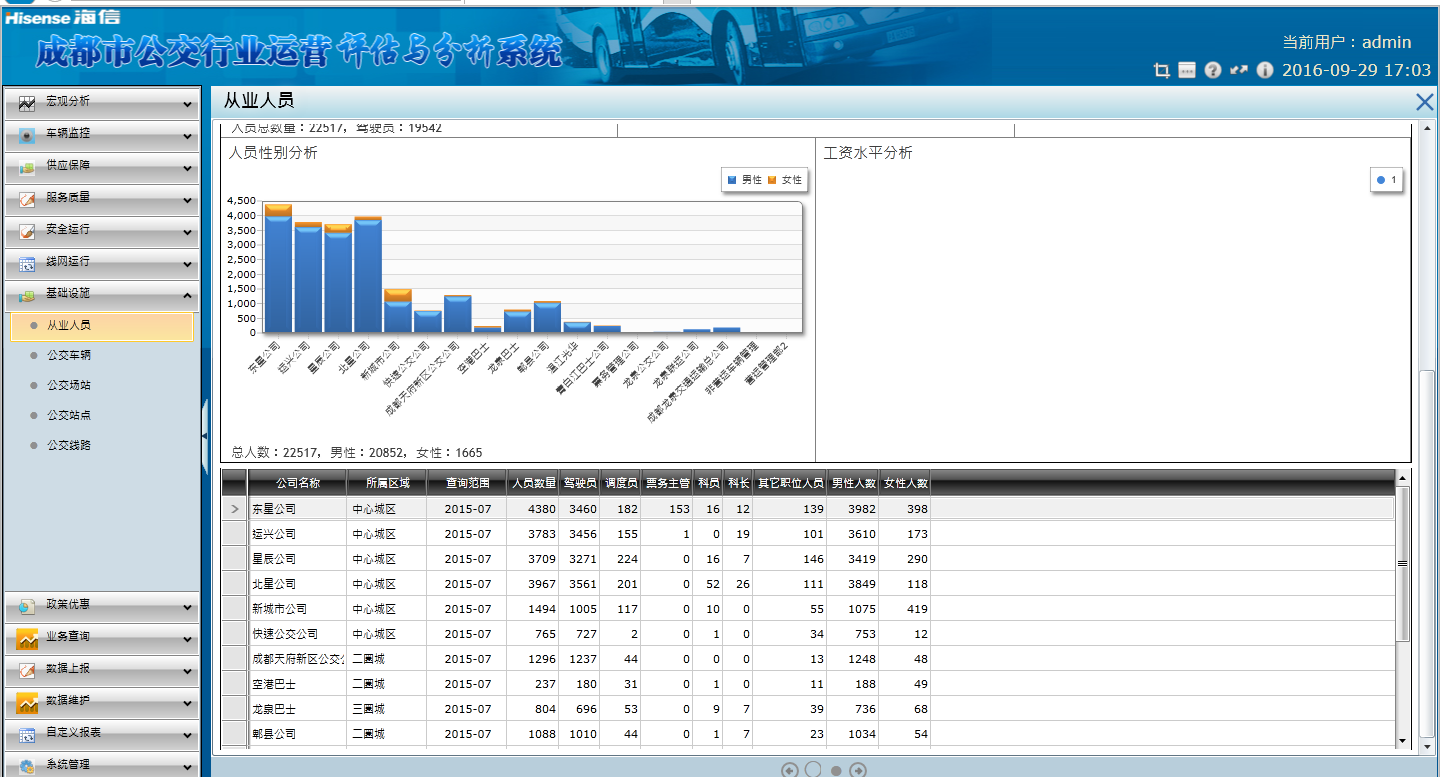 Hisense 海信
成都市公交行业运营评估与分析系统
当前用户：admin
2016-09-29 17:03
宏观分析
车辆监控
供应保障
服务质量
安全运行
线网运行
基础设施
从业人员
公交车辆
公交场站
公交站点
公交线路
政策优惠
业务查询
数据上报
数据维护
自定义报表
系统管理
从业人员
人员总数量：22517，驾驶员：19542
人员性别分析
男性 女性
4,500
4,000
3,500
3,000
2,500
2,000
1,500
1,000
500
0
东星公司
运兴公司
星辰公司
北星公司
新城市公司
快速公交公司
成都天府新区公交公司
空港巴士
龙泉巴士
郫县公司
温江光华
青白江巴士公司
票务管理公司
龙泉公交公司
龙泉联运公司
成都龙泉交通运输总公司
非营运车辆管理
营运管理部2
总人数：22517，男性：20852，女性：1665
工资水平分析
1
公司名称 所属区域 查询范围 人员数量 驾驶员 调度员 票务主管 科员 科长 其它职位人员 男性人数 女性人数
东星公司 中心城区 2015-07 4380 3460 182 153 16 12 139 3982 398
运兴公司 中心城区 2015-07 3783 3456 155 1 0 19 101 3610 173
星辰公司 中心城区 2015-07 3709 3271 224 0 16 7 146 3419 290
北星公司 中心城区 2015-07 3967 3561 201 0 52 26 111 3849 118
新城市公司 中心城区 2015-07 1494 1005 117 0 10 0 55 1075 419
快速公交公司 中心城区 2015-07 765 727 2 0 1 0 34 753 12
成都天府新区公交 二圈城 2015-07 1296 1237 44 0 0 0 13 1248 48
空港巴士 二圈城 2015-07 237 180 31 0 1 0 11 188 49
龙泉巴士 三圈城 2015-07 804 696 53 0 9 7 39 736 68
郫县公司 二圈城 2015-07 1088 1010 44 0 1 7 23 1034 54